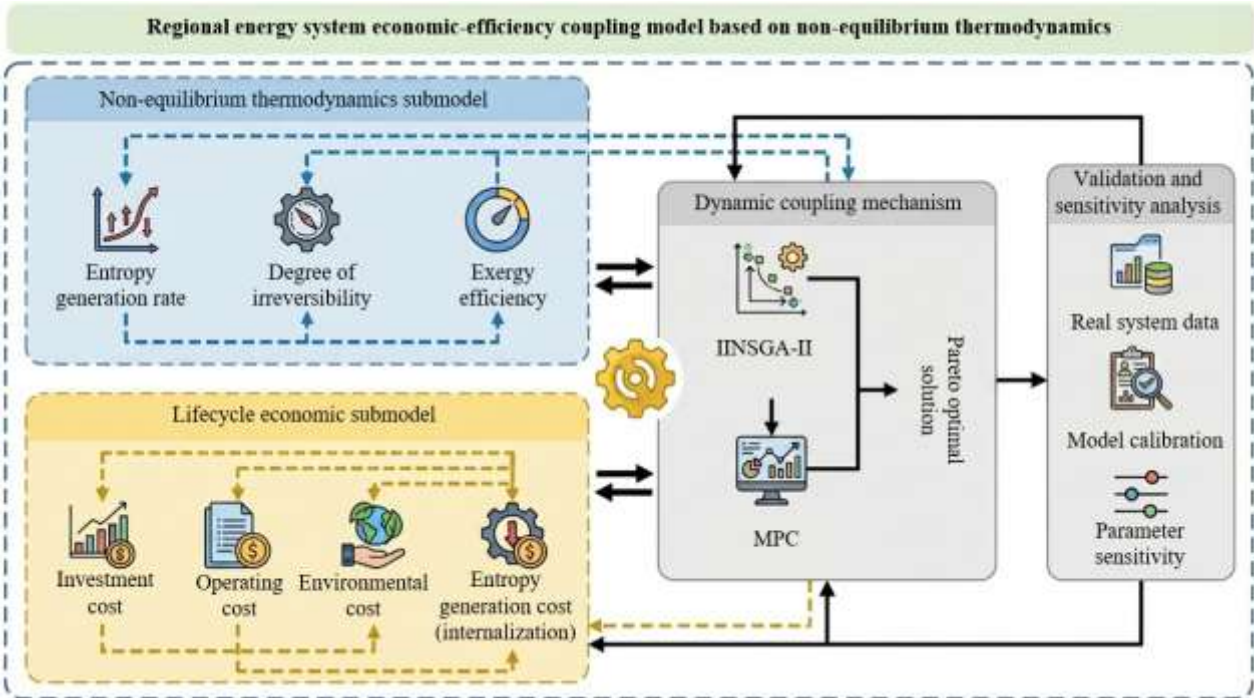 Regional energy system economic-efficiency coupling model based on non-equilibrium thermodynamics
Non-equilibrium thermodynamics submodel
Entropy
generation rate
Degree of
irreversibility
Exergy
efficiency
Lifecycle economic submodel
Investment
cost
Operating
cost
Environmental
cost
Entropy
generation cost
(internalization)
Dynamic coupling mechanism
IINSGA-II
MPC
Pareto optimal
solution
Validation and
sensitivity analysis
Real system data
Model calibration
Parameter
sensitivity